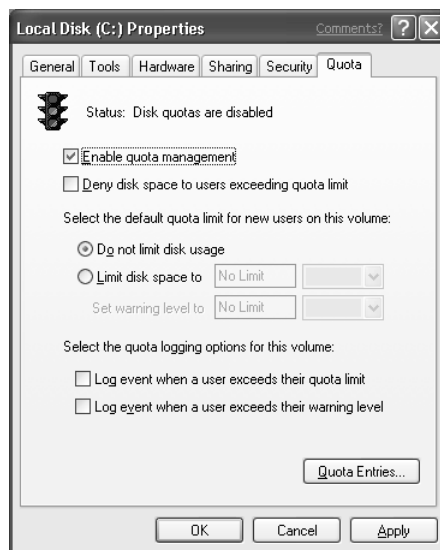 Local Disk (C:) Properties Comments?
General Tools Hardware Sharing Security Quota
Status: Disk quotas are disabled
Enable quota management
Deny disk space to users exceeding quota limit
Select the default quota limit for new users on this volume:
Do not limit disk usage
Limit disk space to No Limit
Set warning level to No Limit
Select the quota logging options for this volume:
Log event when a user exceeds their quota limit
Log event when a user exceeds their warning level
Quota Entries...
OK Cancel Apply